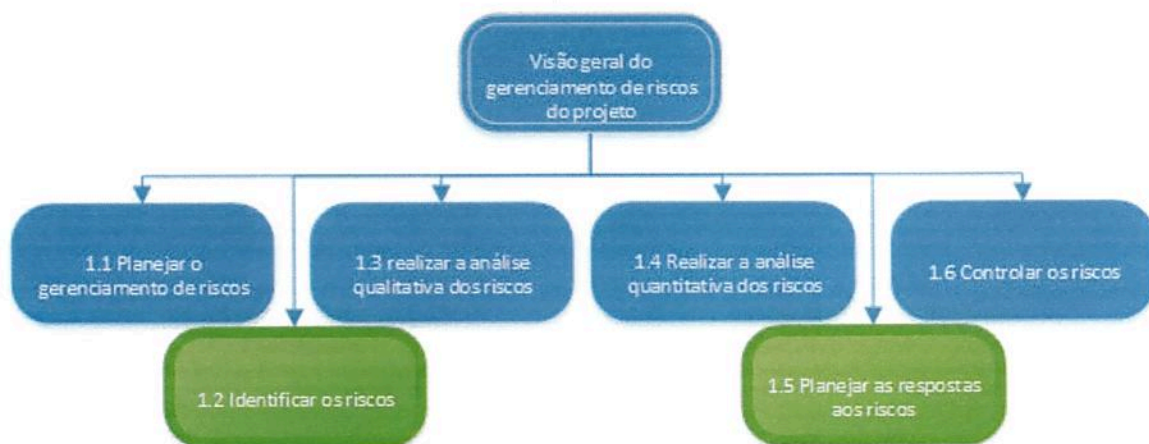 Visão geral do
gerenciamento de riscos
do projeto
1.1 Planejar o
gerenciamento de riscos
1.2 Identificar os riscos
1.3 realizar a análise
qualitativa dos riscos
1.4 Realizar a análise
quantitativa dos riscos
1.5 Planejar as respostas
aos riscos
1.6 Controlar os riscos